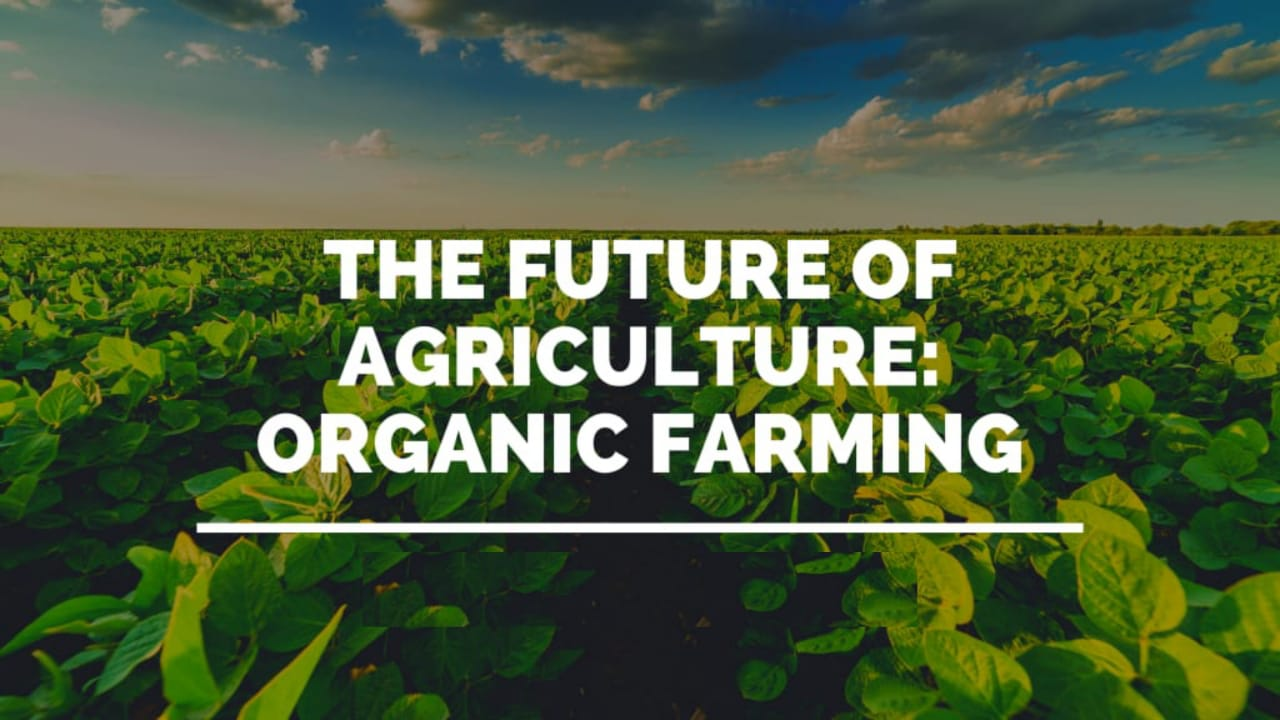 THE FUTURE OF
AGRICULTURE:
ORGANIC FARMING